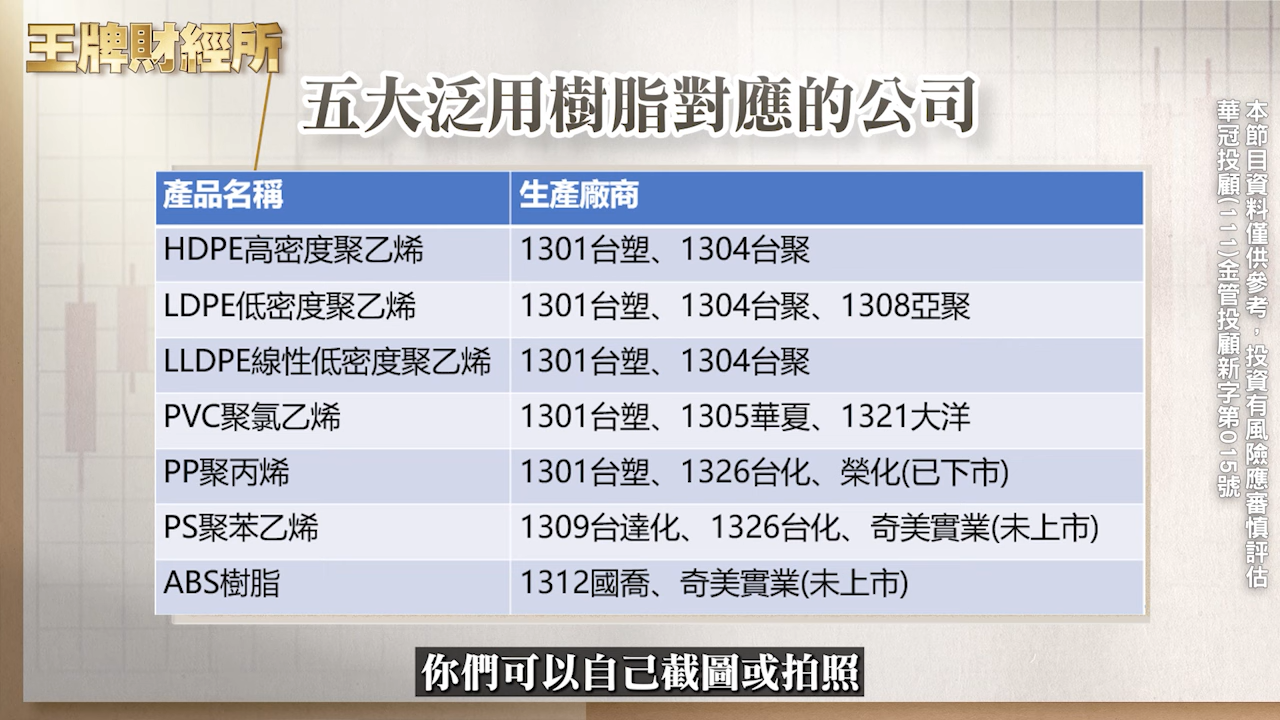 王牌財經所
五大泛用樹脂對應的公司
產品名稱 生產廠商
HDPE高密度聚乙烯 1301台塑、1304台聚
LDPE低密度聚乙烯 1301台塑、1304台聚、1308亞聚
LLDPE線性低密度聚乙烯 1301台塑、1304台聚
PVC聚氯乙烯 1301台塑、1305華夏、1321大洋
PP聚丙烯 1301台塑、1326台化、榮化(已下市)
PS聚苯乙烯 1309台達化、1326台化、奇美實業(未上市)
ABS樹脂 1312國喬、奇美實業(未上市)
本節目資料僅供參考，投資有風險應審慎評估
華冠投顧(111)金管投顧新字第015號
你們可以自己截圖或拍照